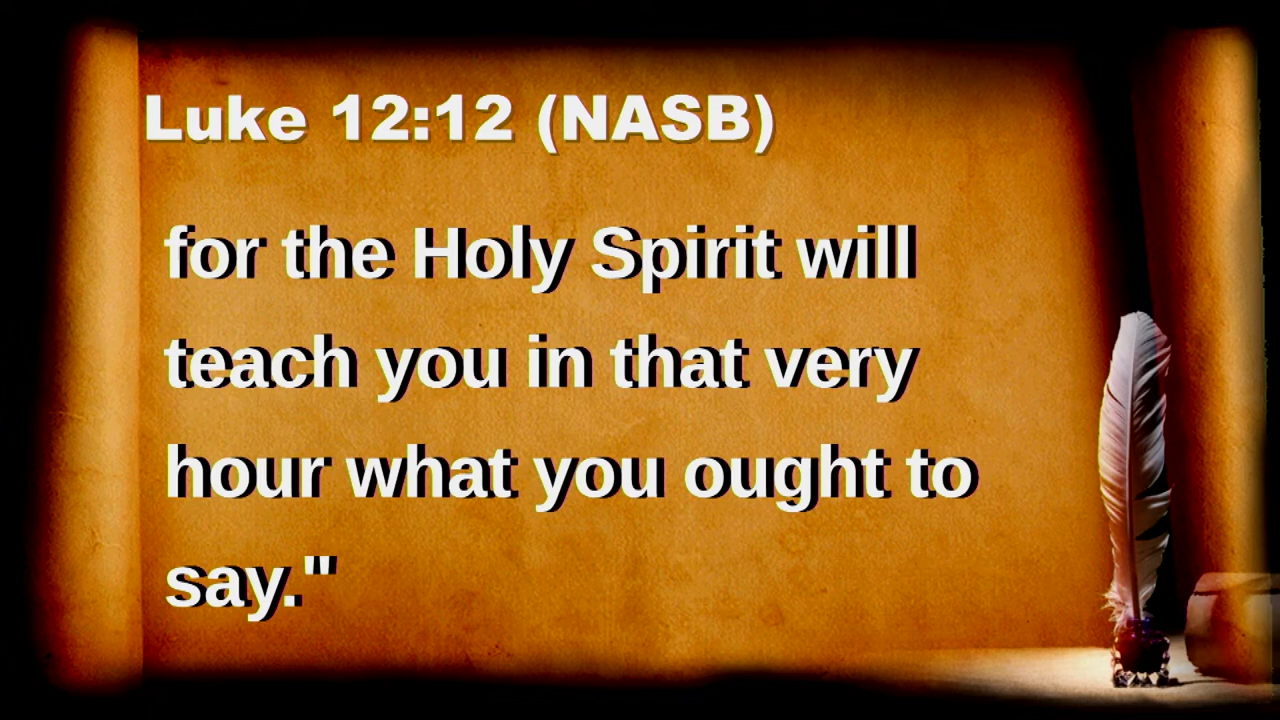 Luke 12:12 (NASB)
for the Holy Spirit will
teach you in that very
hour what you ought to
say."